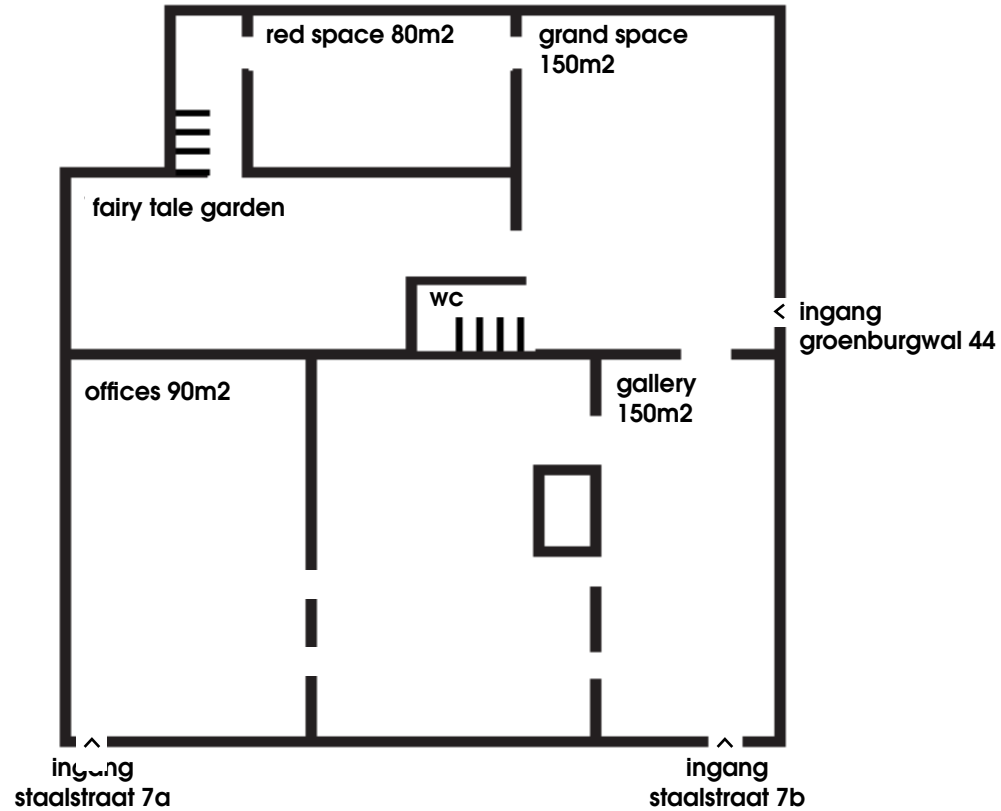 red space 80m2
grand space
150m2
fairy tale garden
wc
ingang
groenburgwal 44
offices 90m2
gallery
150m2
ingang
staalstraat 7a
ingang
staalstraat 7b